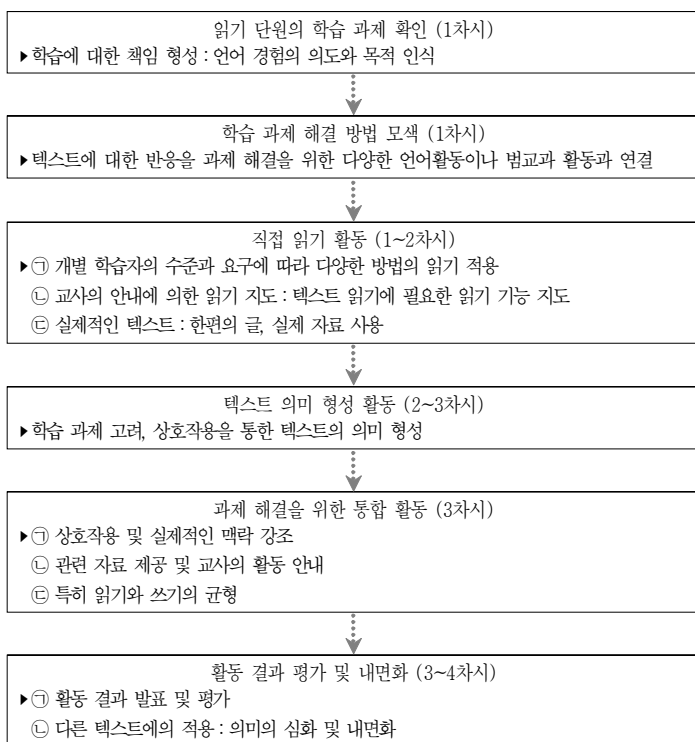 읽기 단원의 학습 과제 확인 (1차시)
▶학습에 대한 책임 형성 : 언어 경험의 의도와 목적 인식
학습 과제 해결 방법 모색 (1차시)
▶텍스트에 대한 반응을 과제 해결을 위한 다양한 언어활동이나 범교과 활동과 연결
직접 읽기 활동 (1~2차시)
▶㉠ 개별 학습자의 수준과 요구에 따라 다양한 방법의 읽기 적용
㉡ 교사의 안내에 의한 읽기 지도 : 텍스트 읽기에 필요한 읽기 기능 지도
㉢ 실제적인 텍스트 : 한편의 글, 실제 자료 사용
텍스트 의미 형성 활동 (2~3차시)
▶학습 과제 고려, 상호작용을 통한 텍스트의 의미 형성
과제 해결을 위한 통합 활동 (3차시)
▶㉠ 상호작용 및 실제적인 맥락 강조
㉡ 관련 자료 제공 및 교사의 활동 안내
㉢ 특히 읽기와 쓰기의 균형
활동 결과 평가 및 내면화 (3~4차시)
▶㉠ 활동 결과 발표 및 평가
㉡ 다른 텍스트에의 적용 : 의미의 심화 및 내면화